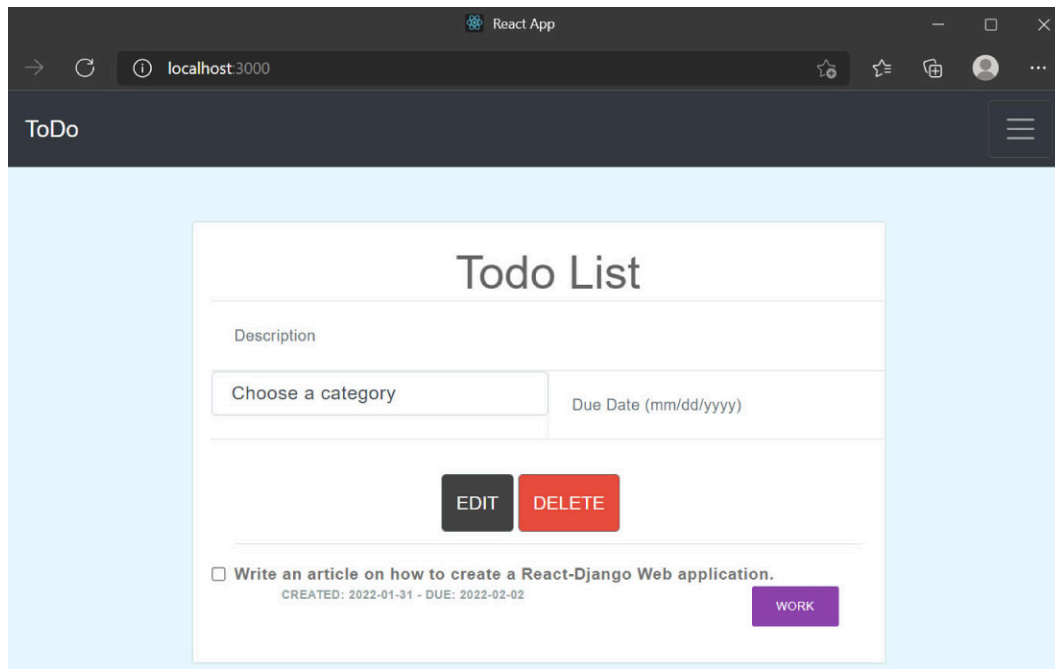 React App
localhost:3000
ToDo
Todo List
Description
Choose a category
Due Date (mm/dd/yyyy)
EDIT DELETE
Write an article on how to create a React-Django Web application.
CREATED: 2022-01-31 - DUE: 2022-02-02
WORK